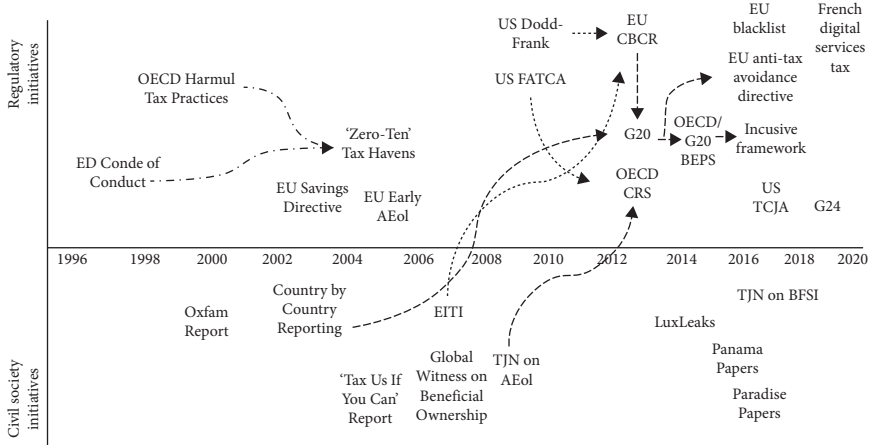 Regulatory
initiatives
OECD Harmul
Tax Practices
ED Conde of
Conduct
'Zero-Ten'
Tax Havens
EU Savings
Directive
EU Early
AEol
US Dodd-
Frank
US FATCA
EU
CBCR
G20
OECD
CRS
OECD/
G20
BEPS
EU
blacklist
EU anti-tax
avoidance
directive
Incusive
framework
US
TCJA
French
digital
services
tax
G24
1996 1998 2000 2002 2004 2006 2008 2010 2012 2014 2016 2018 2020
Civil society
initiatives
Oxfam
Report
Country by
Country
Reporting
'Tax Us If
You Can'
Report
EITI
Global
Witness on
Beneficial
Ownership
TJN on
AEol
LuxLeaks
TJN on BFSI
Panama
Papers
Paradise
Papers